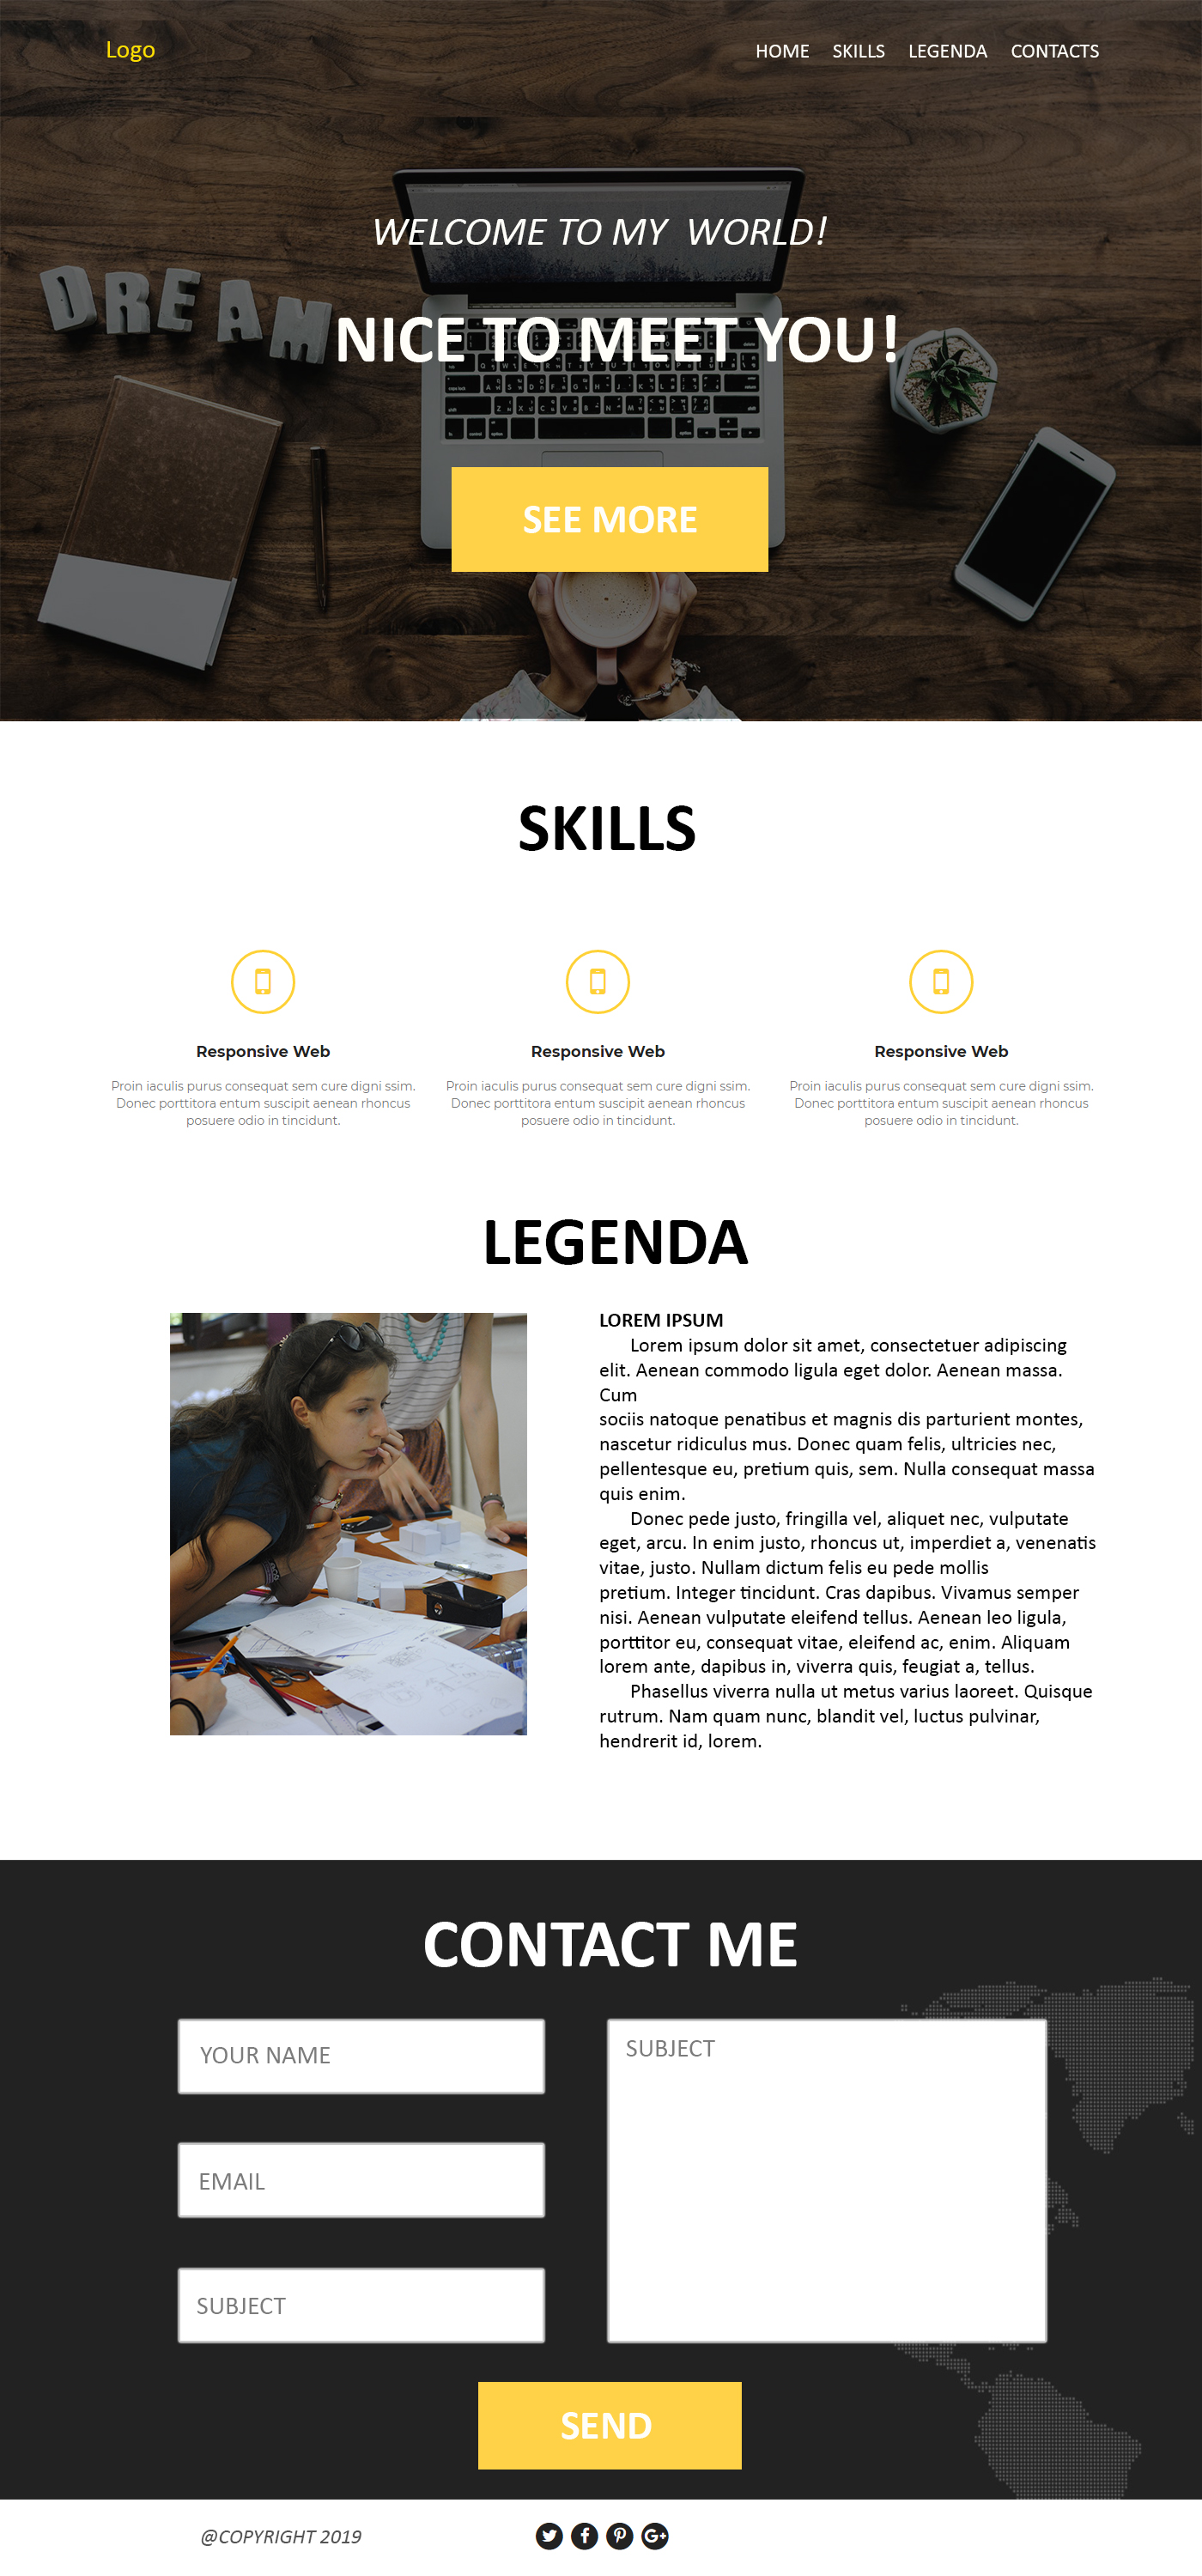 Logo
HOME SKILLS LEGENDA CONTACTS
WELCOME TO MY WORLD!
DREAM
NICE TO MEET YOU!
SEE MORE
SKILLS
Responsive Web
Proin iaculis purus consequat sem cure digni ssim.
Donec porttitora entum suscipit aenean rhoncus
posuere odio in tincidunt.
Responsive Web
Proin iaculis purus consequat sem cure digni ssim.
Donec porttitora entum suscipit aenean rhoncus
posuere odio in tincidunt.
Responsive Web
Proin iaculis purus consequat sem cure digni ssim.
Donec porttitora entum suscipit aenean rhoncus
posuere odio in tincidunt.
LEGENDA
LOREM IPSUM
Lorem ipsum dolor sit amet, consectetuer adipiscing
elit. Aenean commodo ligula eget dolor. Aenean massa.
Cum
sociis natoque penatibus et magnis dis parturient montes,
nascetur ridiculus mus. Donec quam felis, ultricies nec,
pellentesque eu, pretium quis, sem. Nulla consequat massa
quis enim.
Donec pede justo, fringilla vel, aliquet nec, vulputate
eget, arcu. In enim justo, rhoncus ut, imperdiet a, venenatis
vitae, justo. Nullam dictum felis eu pede mollis
pretium. Integer tincidunt. Cras dapibus. Vivamus semper
nisi. Aenean vulputate eleifend tellus. Aenean leo ligula,
porttitor eu, consequat vitae, eleifend ac, enim. Aliquam
lorem ante, dapibus in, viverra quis, feugiat a, tellus.
Phasellus viverra nulla ut metus varius laoreet. Quisque
rutrum. Nam quam nunc, blandit vel, luctus pulvinar,
hendrerit id, lorem.
CONTACT ME
YOUR NAME
EMAIL
SUBJECT
SUBJECT
SEND
@COPYRIGHT 2019